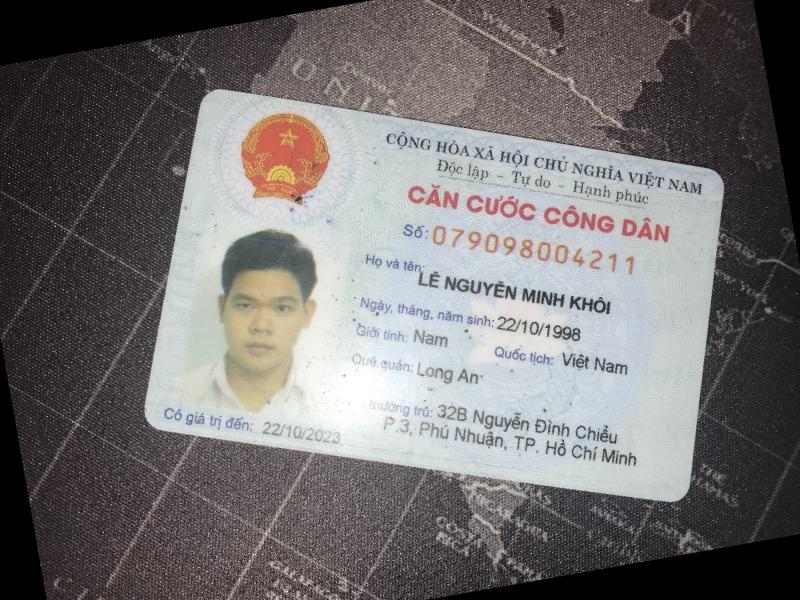 CỘNG HÒA XÃ HỘI CHỦ NGHĨA VIỆT NAM
Độc lập - Tự do - Hạnh phúc
CĂN CƯỚC CÔNG DÂN
Số: 079098004211
Họ và tên:
LÊ NGUYỄN MINH KHÔI
Ngày, tháng, năm sinh: 22/10/1998
Giới tính: Nam Quốc tịch: Việt Nam
Quê quán: Long An
thường trú: 32B Nguyễn Đình Chiểu
P.3, Phú Nhuận, TP. Hồ Chí Minh
Có giá trị đến: 22/10/2023
UNI